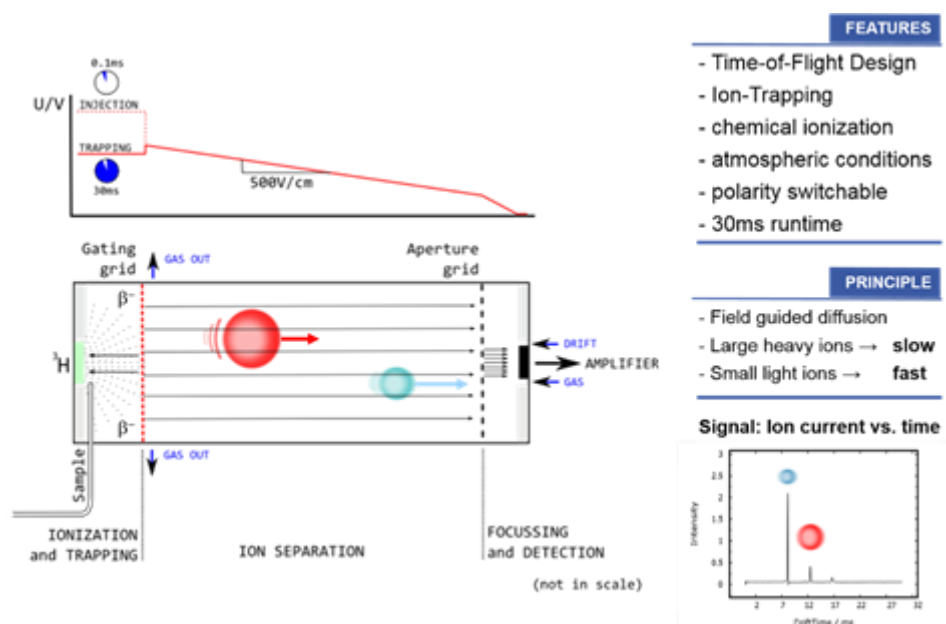 0.1ms
U/V
INJECTION
TRAPPING
30ms
500V/cm
Gating
grid
GAS OUT
Aperture
grid
β⁻
³H
DRIFT
AMPLIFIER
GAS
β⁻
Sample
GAS OUT
IONIZATION
and TRAPPING
ION SEPARATION
FOCUSSING
and DETECTION
(not in scale)
FEATURES
- Time-of-Flight Design
- Ion-Trapping
- chemical ionization
- atmospheric conditions
- polarity switchable
- 30ms runtime
PRINCIPLE
- Field guided diffusion
- Large heavy ions → slow
- Small light ions → fast
Signal: Ion current vs. time
3
2.5
2
1.5
1
0.5
0
Intensity
2 7 12 17 22 27 32
DriftTime / ms